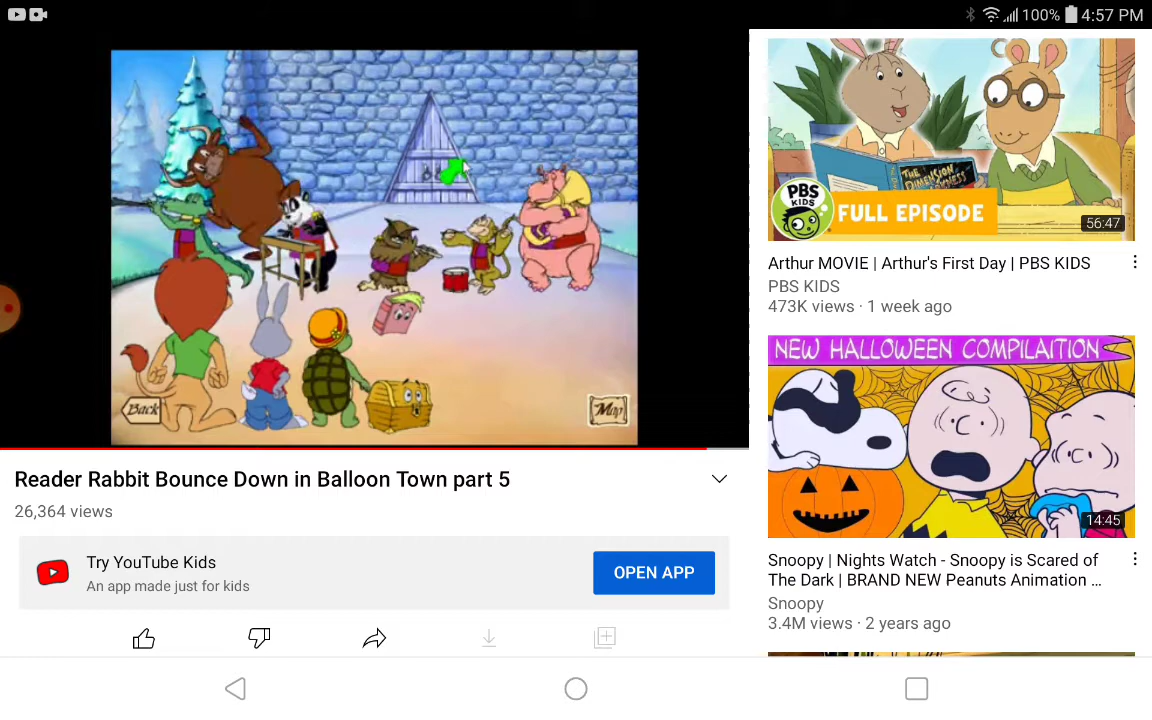 100% 4:57 PM
Back
Map
Reader Rabbit Bounce Down in Balloon Town part 5
26,364 views
Try YouTube Kids
An app made just for kids
OPEN APP
THE
DIMENSION
PBS
KIDS
FULL EPISODE
56:47
Arthur MOVIE | Arthur's First Day | PBS KIDS
PBS KIDS
473K views · 1 week ago
NEW HALLOWEEN COMPILAITION
14:45
Snoopy | Nights Watch - Snoopy is Scared of
The Dark | BRAND NEW Peanuts Animation ...
Snoopy
3.4M views · 2 years ago